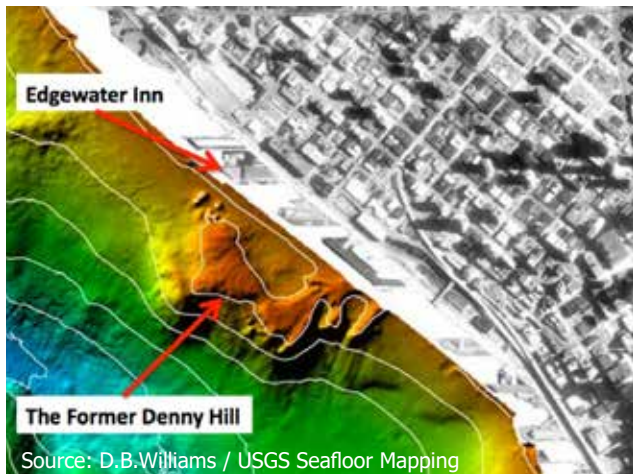 Edgewater Inn
The Former Denny Hill
Source: D.B.Williams / USGS Seafloor Mapping